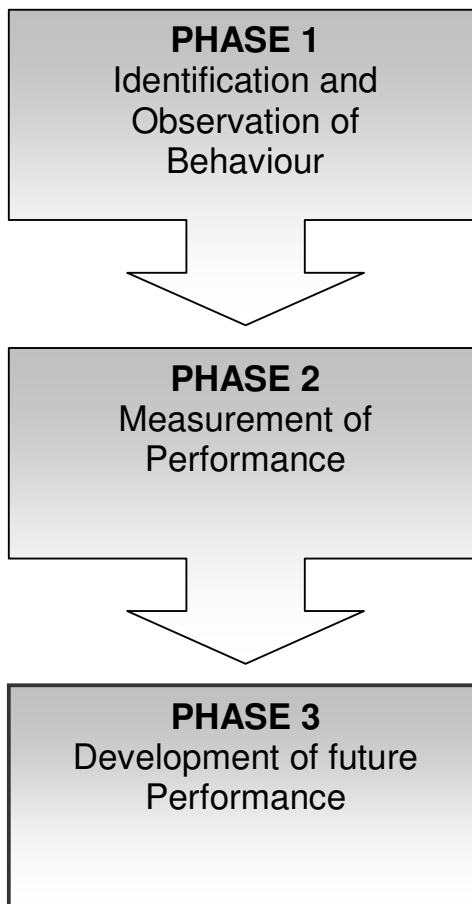 PHASE 1
Identification and
Observation of
Behaviour
PHASE 2
Measurement of
Performance
PHASE 3
Development of future
Performance